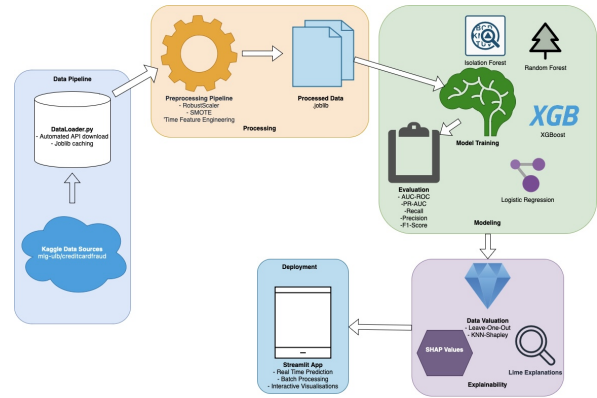 Data Pipeline
DataLoader.py
- Automated API download
- Joblib caching
Kaggle Data Sources
mlg-ulb/creditcardfraud
Preprocessing Pipeline
- RobustScaler
- SMOTE
'Time Feature Engineering
Processing
Processed Data
.joblib
BCD
KN
TUV
Isolation Forest
Random Forest
XGB
XGBoost
Model Training
Logistic Regression
Evaluation
- AUC-ROC
-PR-AUC
-Recall
-Precision
-F1-Score
Modeling
Deployment
Streamlit App
- Real Time Prediction
- Batch Processing
- Interactive Visualisations
Data Valuation
- Leave-One-Out
- KNN-Shapley
SHAP Values
Lime Explanations
Explainability